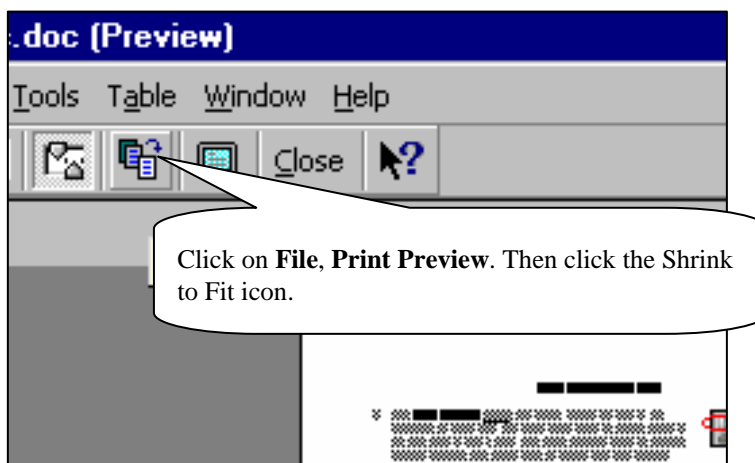 .doc (Preview)
Tools Table Window Help
Close
Click on File, Print Preview. Then click the Shrink
to Fit icon.